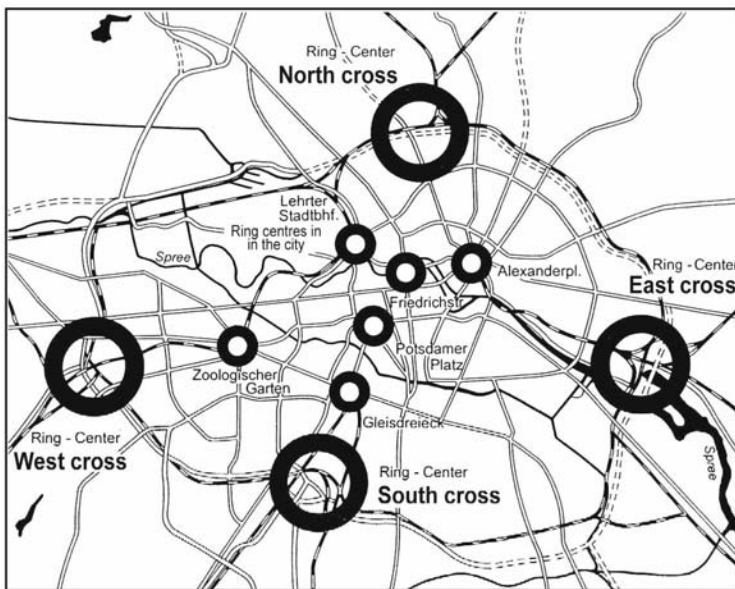 Ring - Center
North cross
Lehrter
Stadtbhf.
Ring centres in
in the city
Spree
Alexanderpl.
Ring - Center
East cross
Friedrichstr.
Potsdamer
Platz
Zoologischer
Garten
Gleisdreieck
Ring - Center
West cross
Ring - Center
South cross
Spree